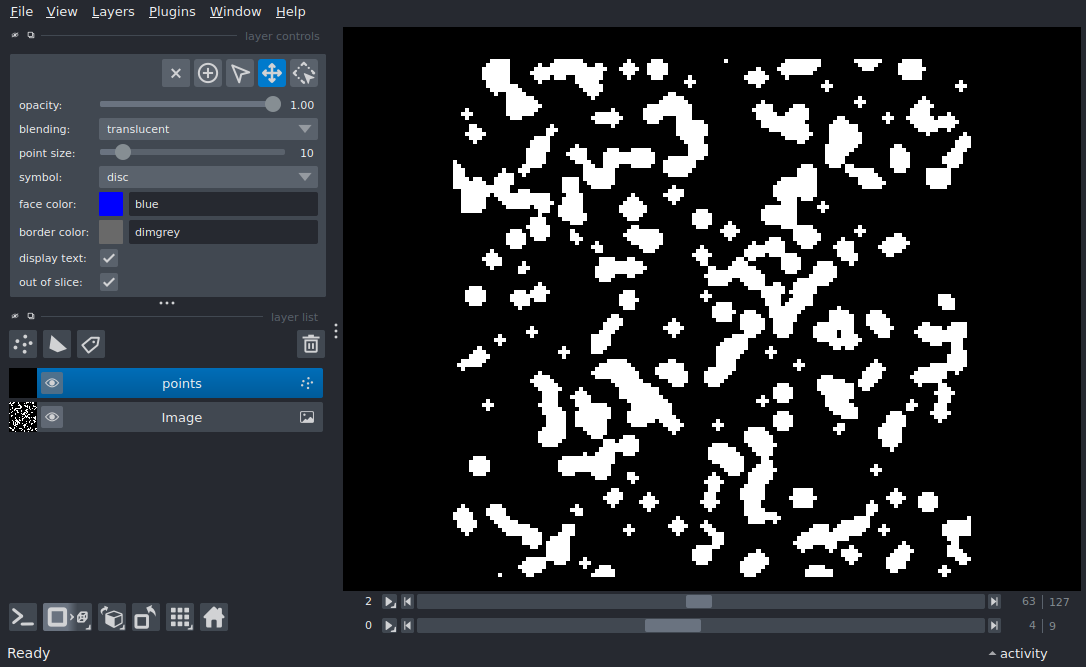 File View Layers Plugins Window Help
layer controls
opacity: 1.00
blending: translucent
point size: 10
symbol: disc
face color: blue
border color: dimgrey
display text:
out of slice:
layer list
points
Image
2 63 127
0 4 9
Ready activity